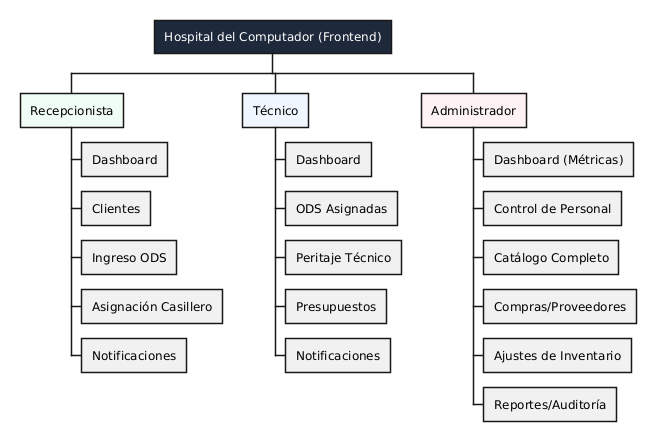 Hospital del Computador (Frontend)
Recepcionista
Dashboard
Clientes
Ingreso ODS
Asignación Casillero
Notificaciones
Técnico
Dashboard
ODS Asignadas
Peritaje Técnico
Presupuestos
Notificaciones
Administrador
Dashboard (Métricas)
Control de Personal
Catálogo Completo
Compras/Proveedores
Ajustes de Inventario
Reportes/Auditoría